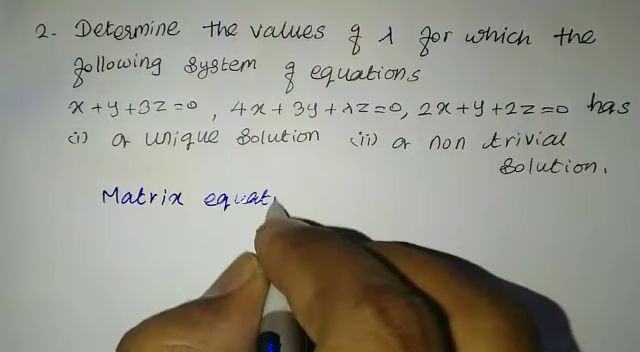 2. Determine the values of λ for which the
following system of equations
x + y + 3z = 0 , 4x + 3y + λz = 0, 2x + y + 2z = 0 has
(i) a unique solution (ii) a non trivial
solution.
Matrix equat